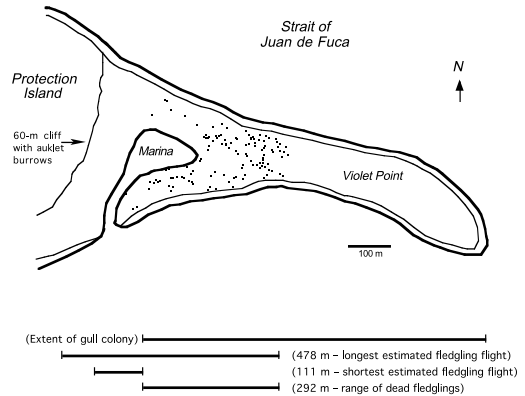 Strait of
Juan de Fuca
Protection
Island
N
60-m cliff
with auklet
burrows
Marina
Violet Point
100 m
(Extent of gull colony)
(478 m – longest estimated fledgling flight)
(111 m – shortest estimated fledgling flight)
(292 m – range of dead fledglings)